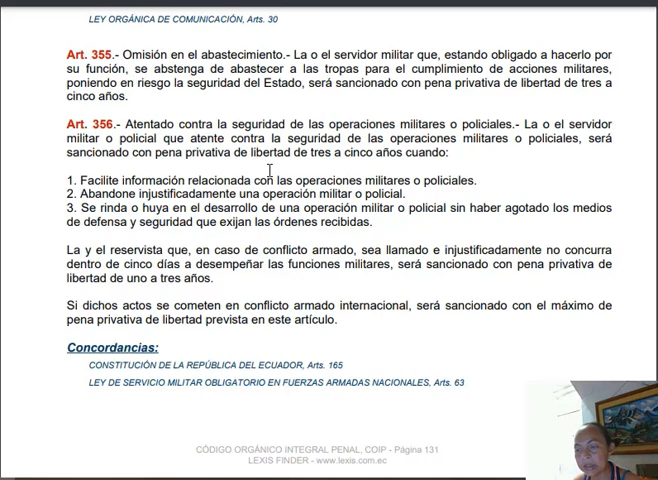 LEY ORGÁNICA DE COMUNICACIÓN, Arts. 30
Art. 355.- Omisión en el abastecimiento.- La o el servidor militar que, estando obligado a hacerlo por
su función, se abstenga de abastecer a las tropas para el cumplimiento de acciones militares,
poniendo en riesgo la seguridad del Estado, será sancionado con pena privativa de libertad de tres a
cinco años.
Art. 356.- Atentado contra la seguridad de las operaciones militares o policiales.- La o el servidor
militar o policial que atente contra la seguridad de las operaciones militares o policiales, será
sancionado con pena privativa de libertad de tres a cinco años cuando:
1. Facilite información relacionada con las operaciones militares o policiales.
2. Abandone injustificadamente una operación militar o policial.
3. Se rinda o huya en el desarrollo de una operación militar o policial sin haber agotado los medios
de defensa y seguridad que exijan las órdenes recibidas.
La y el reservista que, en caso de conflicto armado, sea llamado e injustificadamente no concurra
dentro de cinco días a desempeñar las funciones militares, será sancionado con pena privativa de
libertad de uno a tres años.
Si dichos actos se cometen en conflicto armado internacional, será sancionado con el máximo de
pena privativa de libertad prevista en este artículo.
Concordancias:
CONSTITUCIÓN DE LA REPÚBLICA DEL ECUADOR, Arts. 165
LEY DE SERVICIO MILITAR OBLIGATORIO EN FUERZAS ARMADAS NACIONALES, Arts. 63
CÓDIGO ORGÁNICO INTEGRAL PENAL, COIP - Página 131
LEXIS FINDER - www.lexis.com.ec